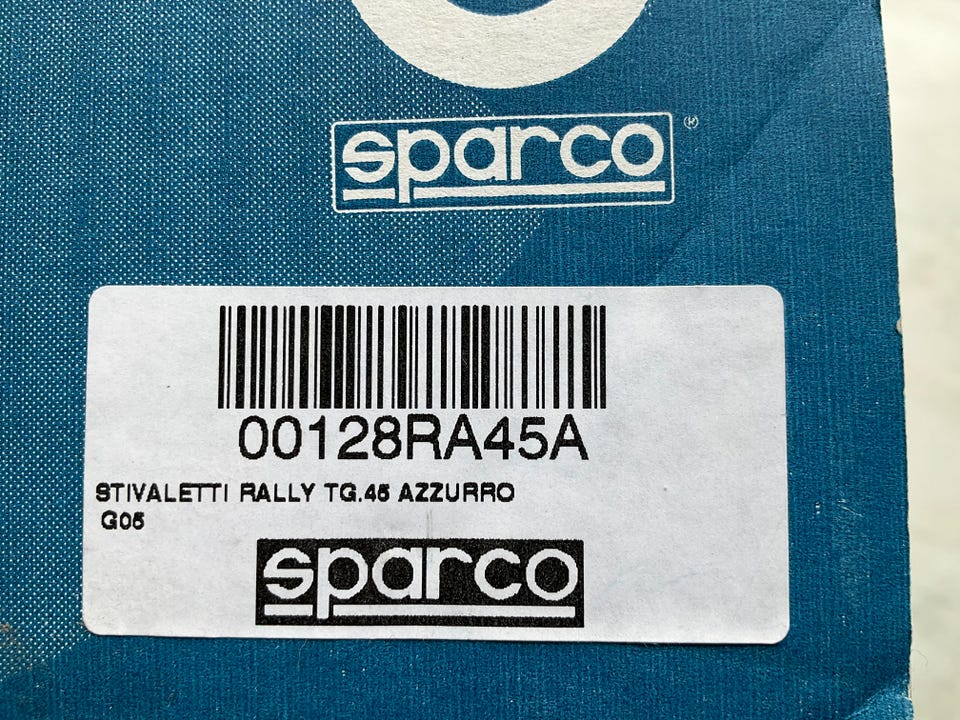 sparco®
00128RA45A
STIVALETTI RALLY TG.45 AZZURRO
G05
sparco